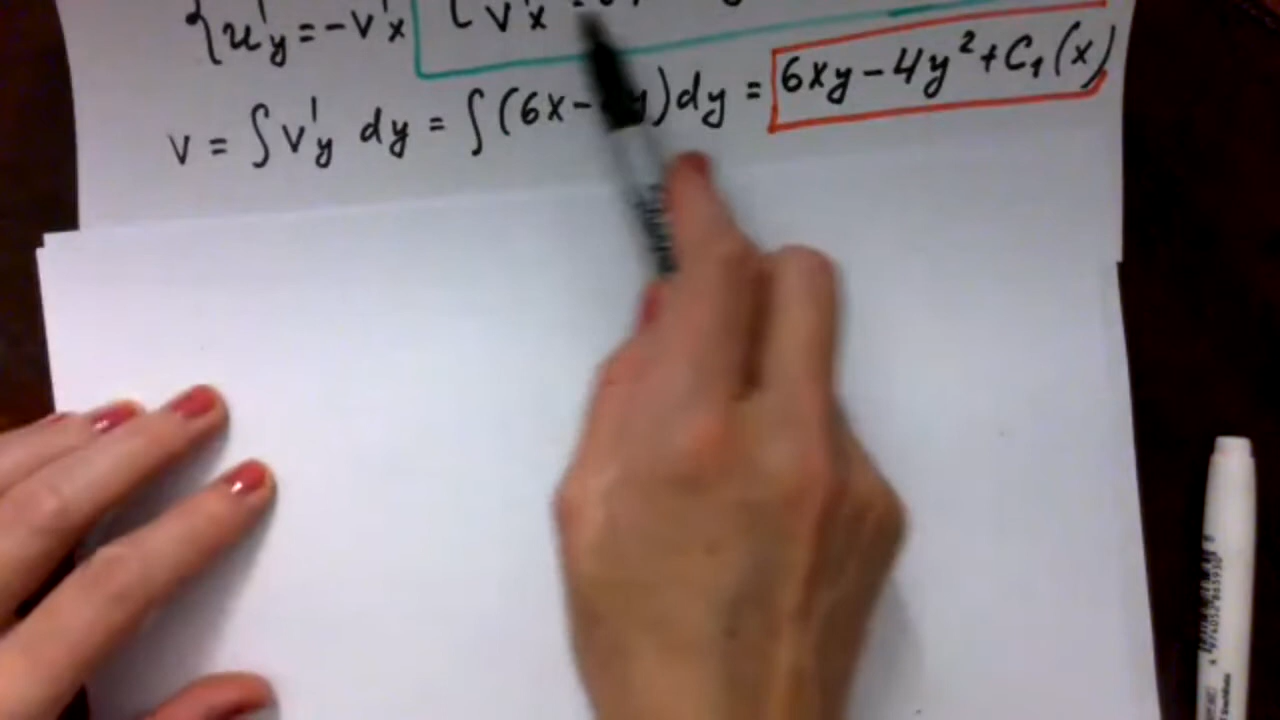 {u'y = -v'x { v'x =
v = ∫ v'y dy = ∫ (6x - y) dy = 6xy - 4y² + C₁(x)